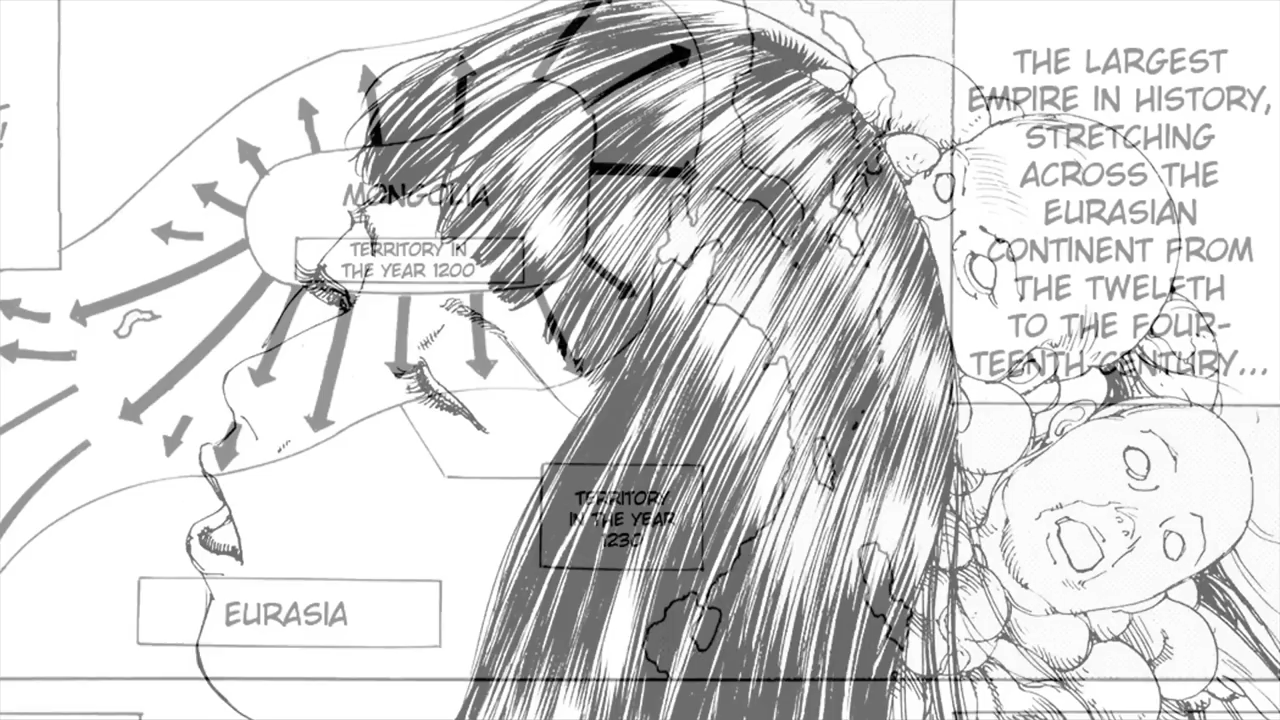 !
MONGOLIA
TERRITORY IN
THE YEAR 1200
TERRITORY
IN THE YEAR
1230
EURASIA
THE LARGEST
EMPIRE IN HISTORY,
STRETCHING
ACROSS THE
EURASIAN
CONTINENT FROM
THE TWELFTH
TO THE FOUR-
TEENTH CENTURY...